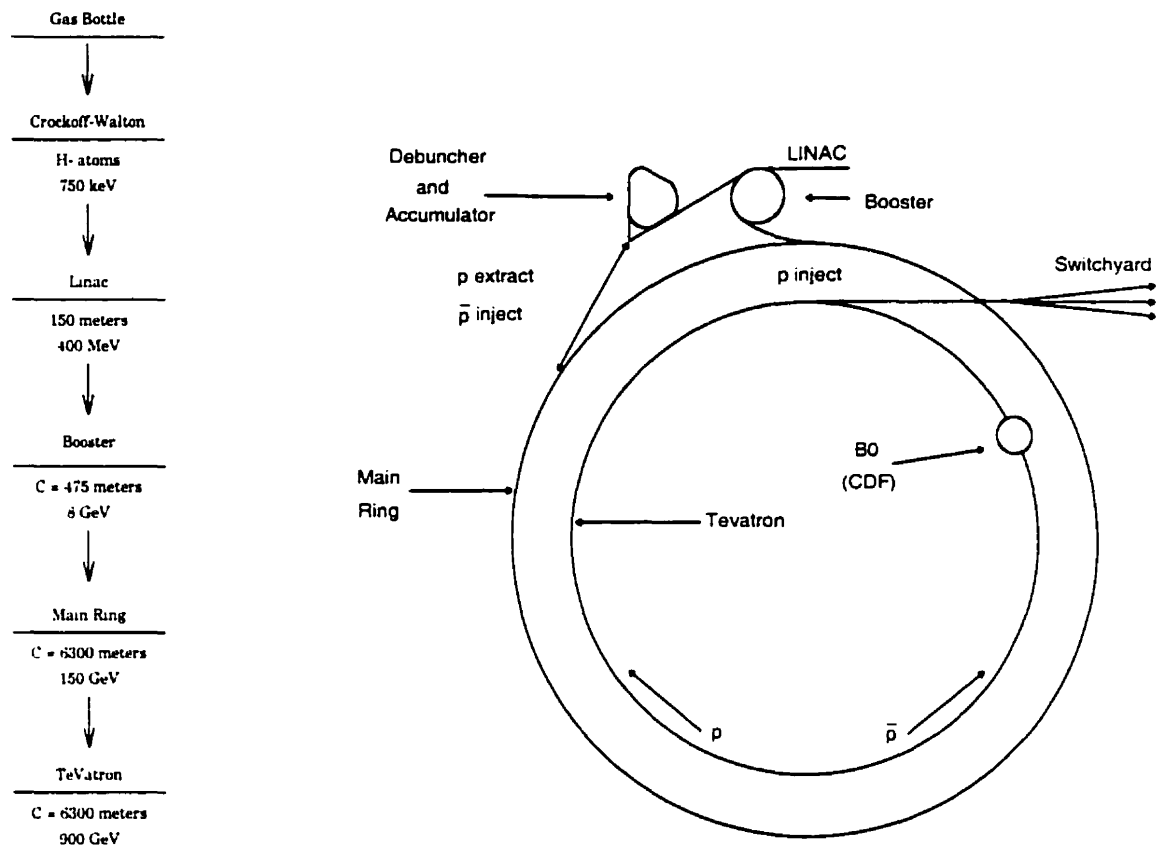 Gas Bottle
Crockoff-Walton
H- atoms
750 keV
Linac
150 meters
400 MeV
Booster
C = 475 meters
8 GeV
Main Ring
C = 6300 meters
150 GeV
TeVatron
C = 6300 meters
900 GeV
Debuncher
and
Accumulator
LINAC
Booster
p extract
p̄ inject
p inject
Switchyard
B0
(CDF)
Main
Ring
Tevatron
p
p̄